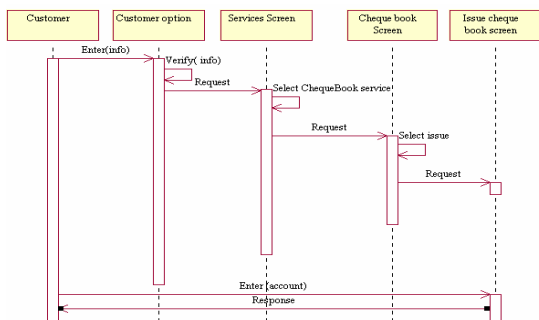 Customer
Customer option
Services Screen
Cheque book
Screen
Issue cheque
book screen
Enter(info)
Verify( info)
Request
Select ChequeBook service
Request
Select issue
Request
Enter (account)
Response